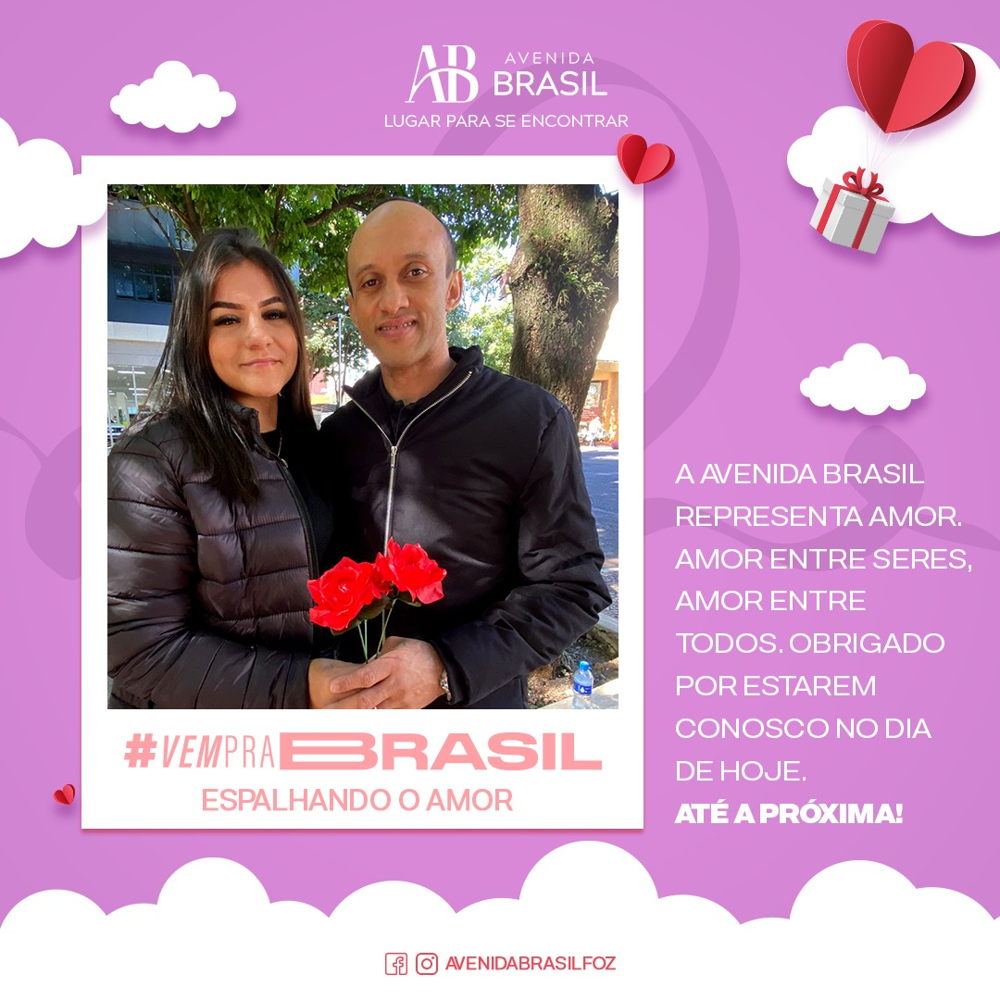 AB AVENIDA
BRASIL
LUGAR PARA SE ENCONTRAR
#VEMPRABRASIL
ESPALHANDO O AMOR
A AVENIDA BRASIL
REPRESENTA AMOR.
AMOR ENTRE SERES,
AMOR ENTRE
TODOS. OBRIGADO
POR ESTAREM
CONOSCO NO DIA
DE HOJE.
ATÉ A PRÓXIMA!
AVENIDABRASILFOZ